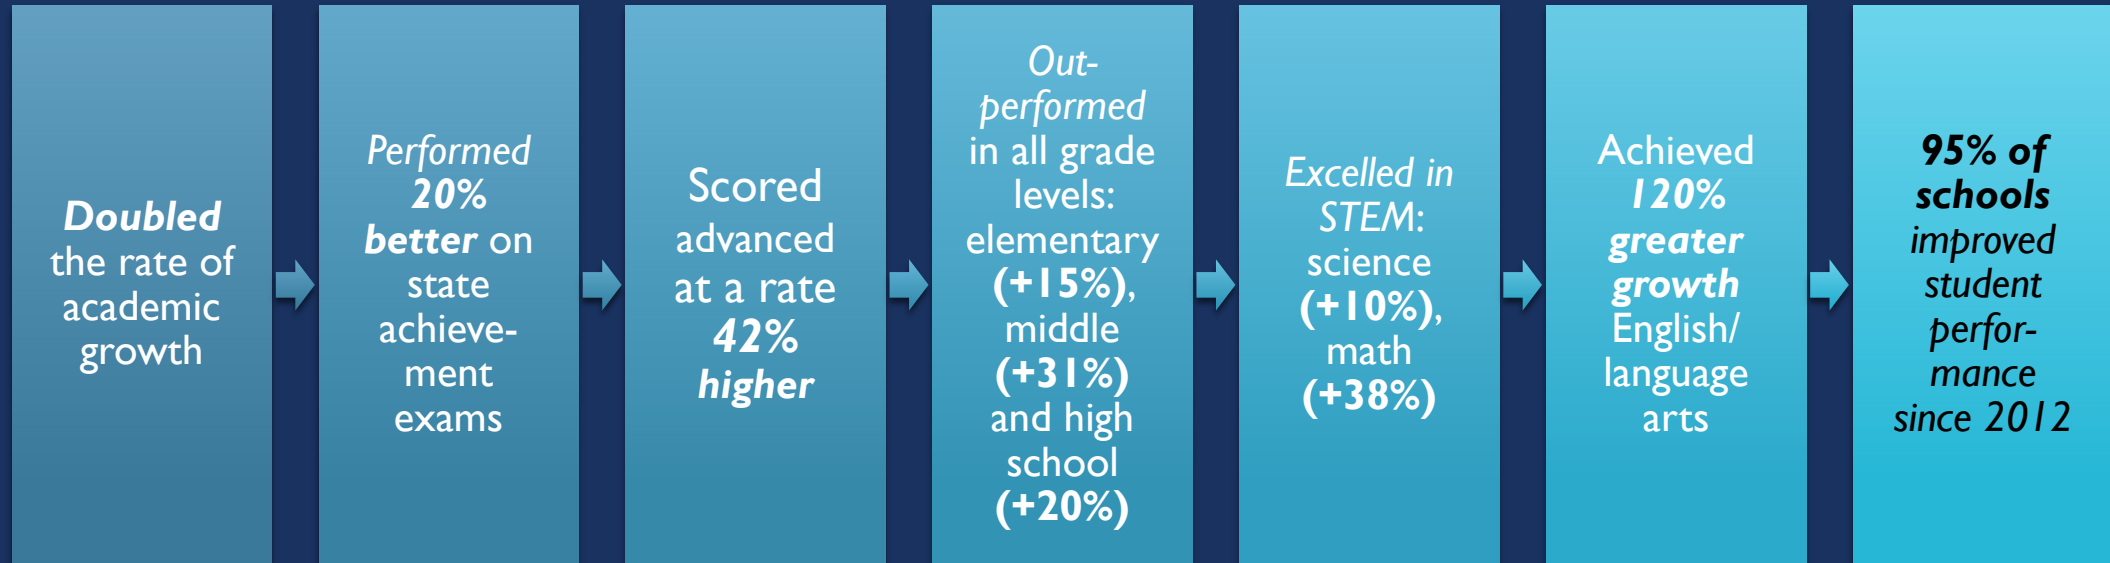 Doubled
the rate of
academic
growth
Performed
20%
better on
state
achieve-
ment
exams
Scored
advanced
at a rate
42%
higher
Out-
performed
in all grade
levels:
elementary
(+15%),
middle
(+31%)
and high
school
(+20%)
Excelled in
STEM:
science
(+10%),
math
(+38%)
Achieved
120%
greater
growth
English/
language
arts
95% of
schools
improved
student
perfor-
mance
since 2012